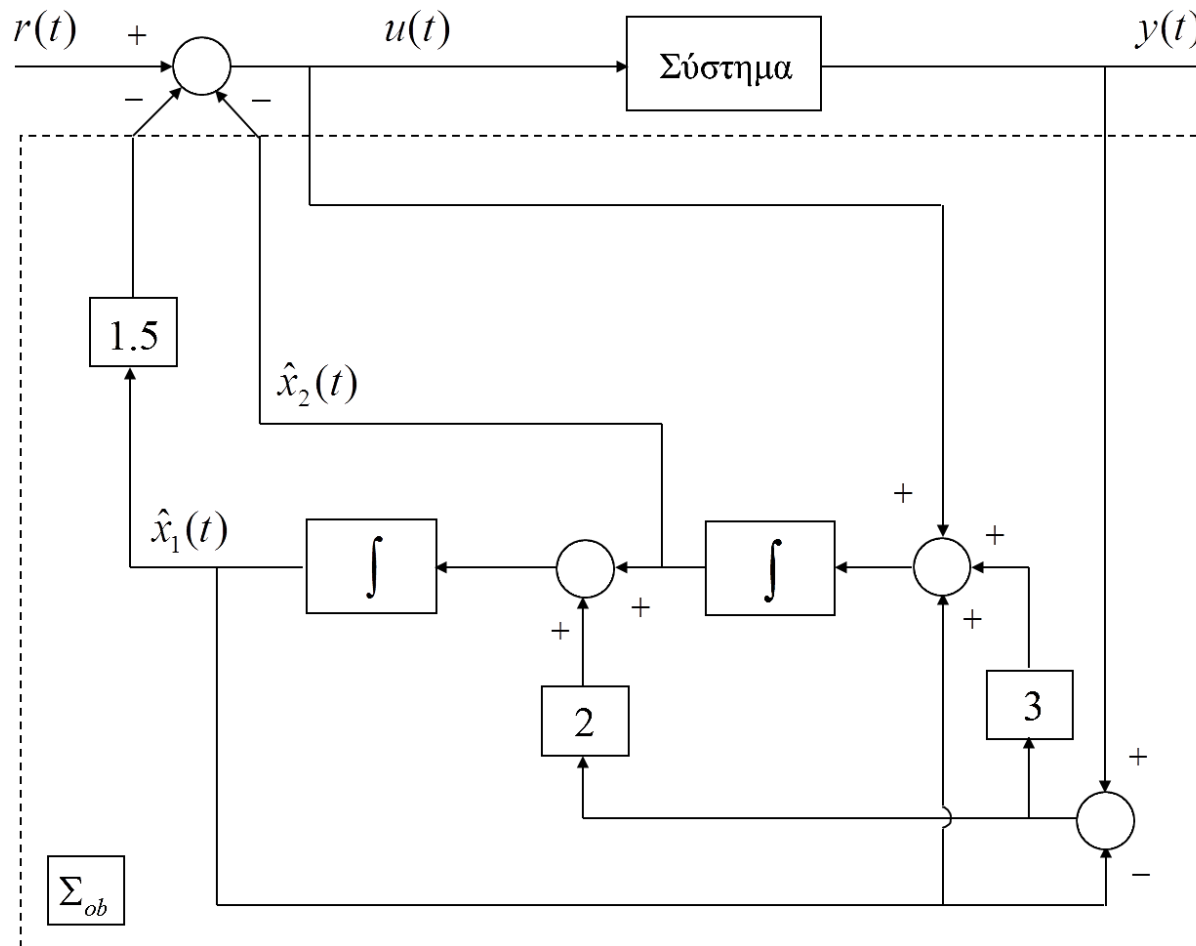 r(t) + u(t) Σύστημα y(t)
− −
1.5
x̂₂(t)
+
x̂₁(t) ∫ ∫ +
+ + +
2 3
+
Σ_ob −